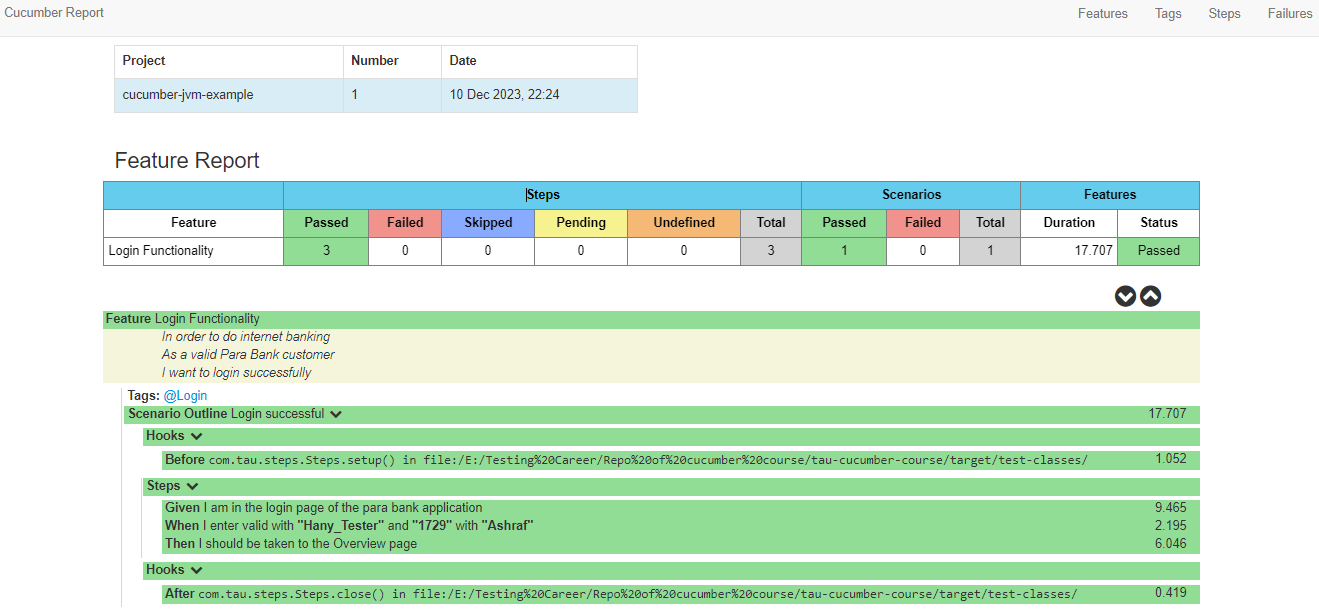 Cucumber Report Features Tags Steps Failures
Project Number Date
cucumber-jvm-example 1 10 Dec 2023, 22:24
Feature Report
Steps Scenarios Features
Feature Passed Failed Skipped Pending Undefined Total Passed Failed Total Duration Status
Login Functionality 3 0 0 0 0 3 1 0 1 17.707 Passed
Feature Login Functionality
In order to do internet banking
As a valid Para Bank customer
I want to login successfully
Tags: @Login
Scenario Outline Login successful 17.707
Hooks
Before com.tau.steps.Steps.setup() in file:/E:/Testing%20Career/Repo%20of%20cucumber%20course/tau-cucumber-course/target/test-classes/ 1.052
Steps
Given I am in the login page of the para bank application 9.465
When I enter valid with "Hany_Tester" and "1729" with "Ashraf" 2.195
Then I should be taken to the Overview page 6.046
Hooks
After com.tau.steps.Steps.close() in file:/E:/Testing%20Career/Repo%20of%20cucumber%20course/tau-cucumber-course/target/test-classes/ 0.419